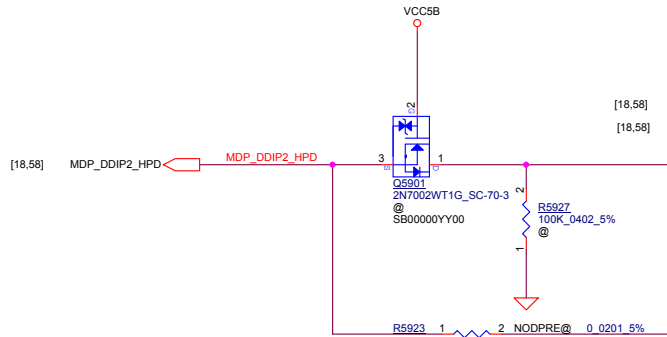 VCC5B
2
G
[18,58]
[18,58]
[18,58]
MDP_DDIP2_HPD
MDP_DDIP2_HPD
3
S
D
1
Q5901
2N7002WT1G_SC-70-3
@
SB00000YY00
2
R5927
100K_0402_5%
@
1
R5923
1
2
NODPRE@
0_0201_5%